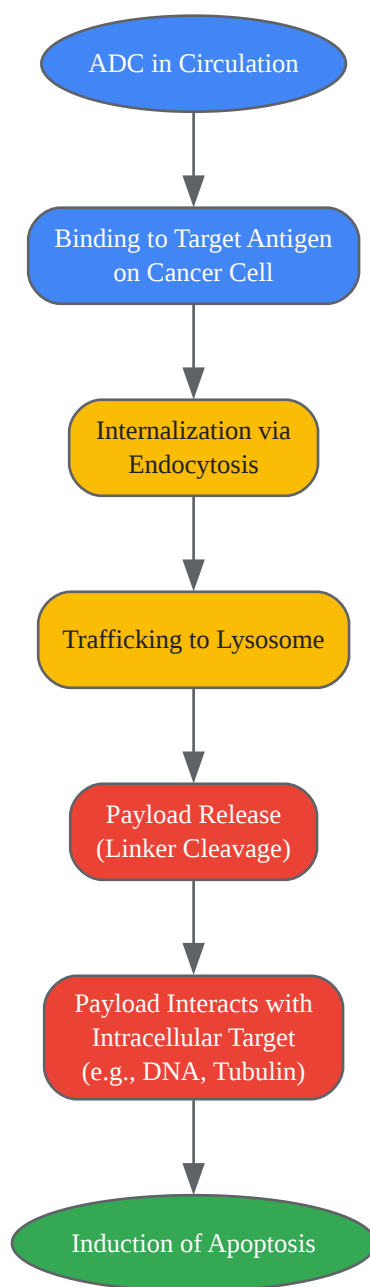 ADC in Circulation
Binding to Target Antigen
on Cancer Cell
Internalization via
Endocytosis
Trafficking to Lysosome
Payload Release
(Linker Cleavage)
Payload Interacts with
Intracellular Target
(e.g., DNA, Tubulin)
Induction of Apoptosis